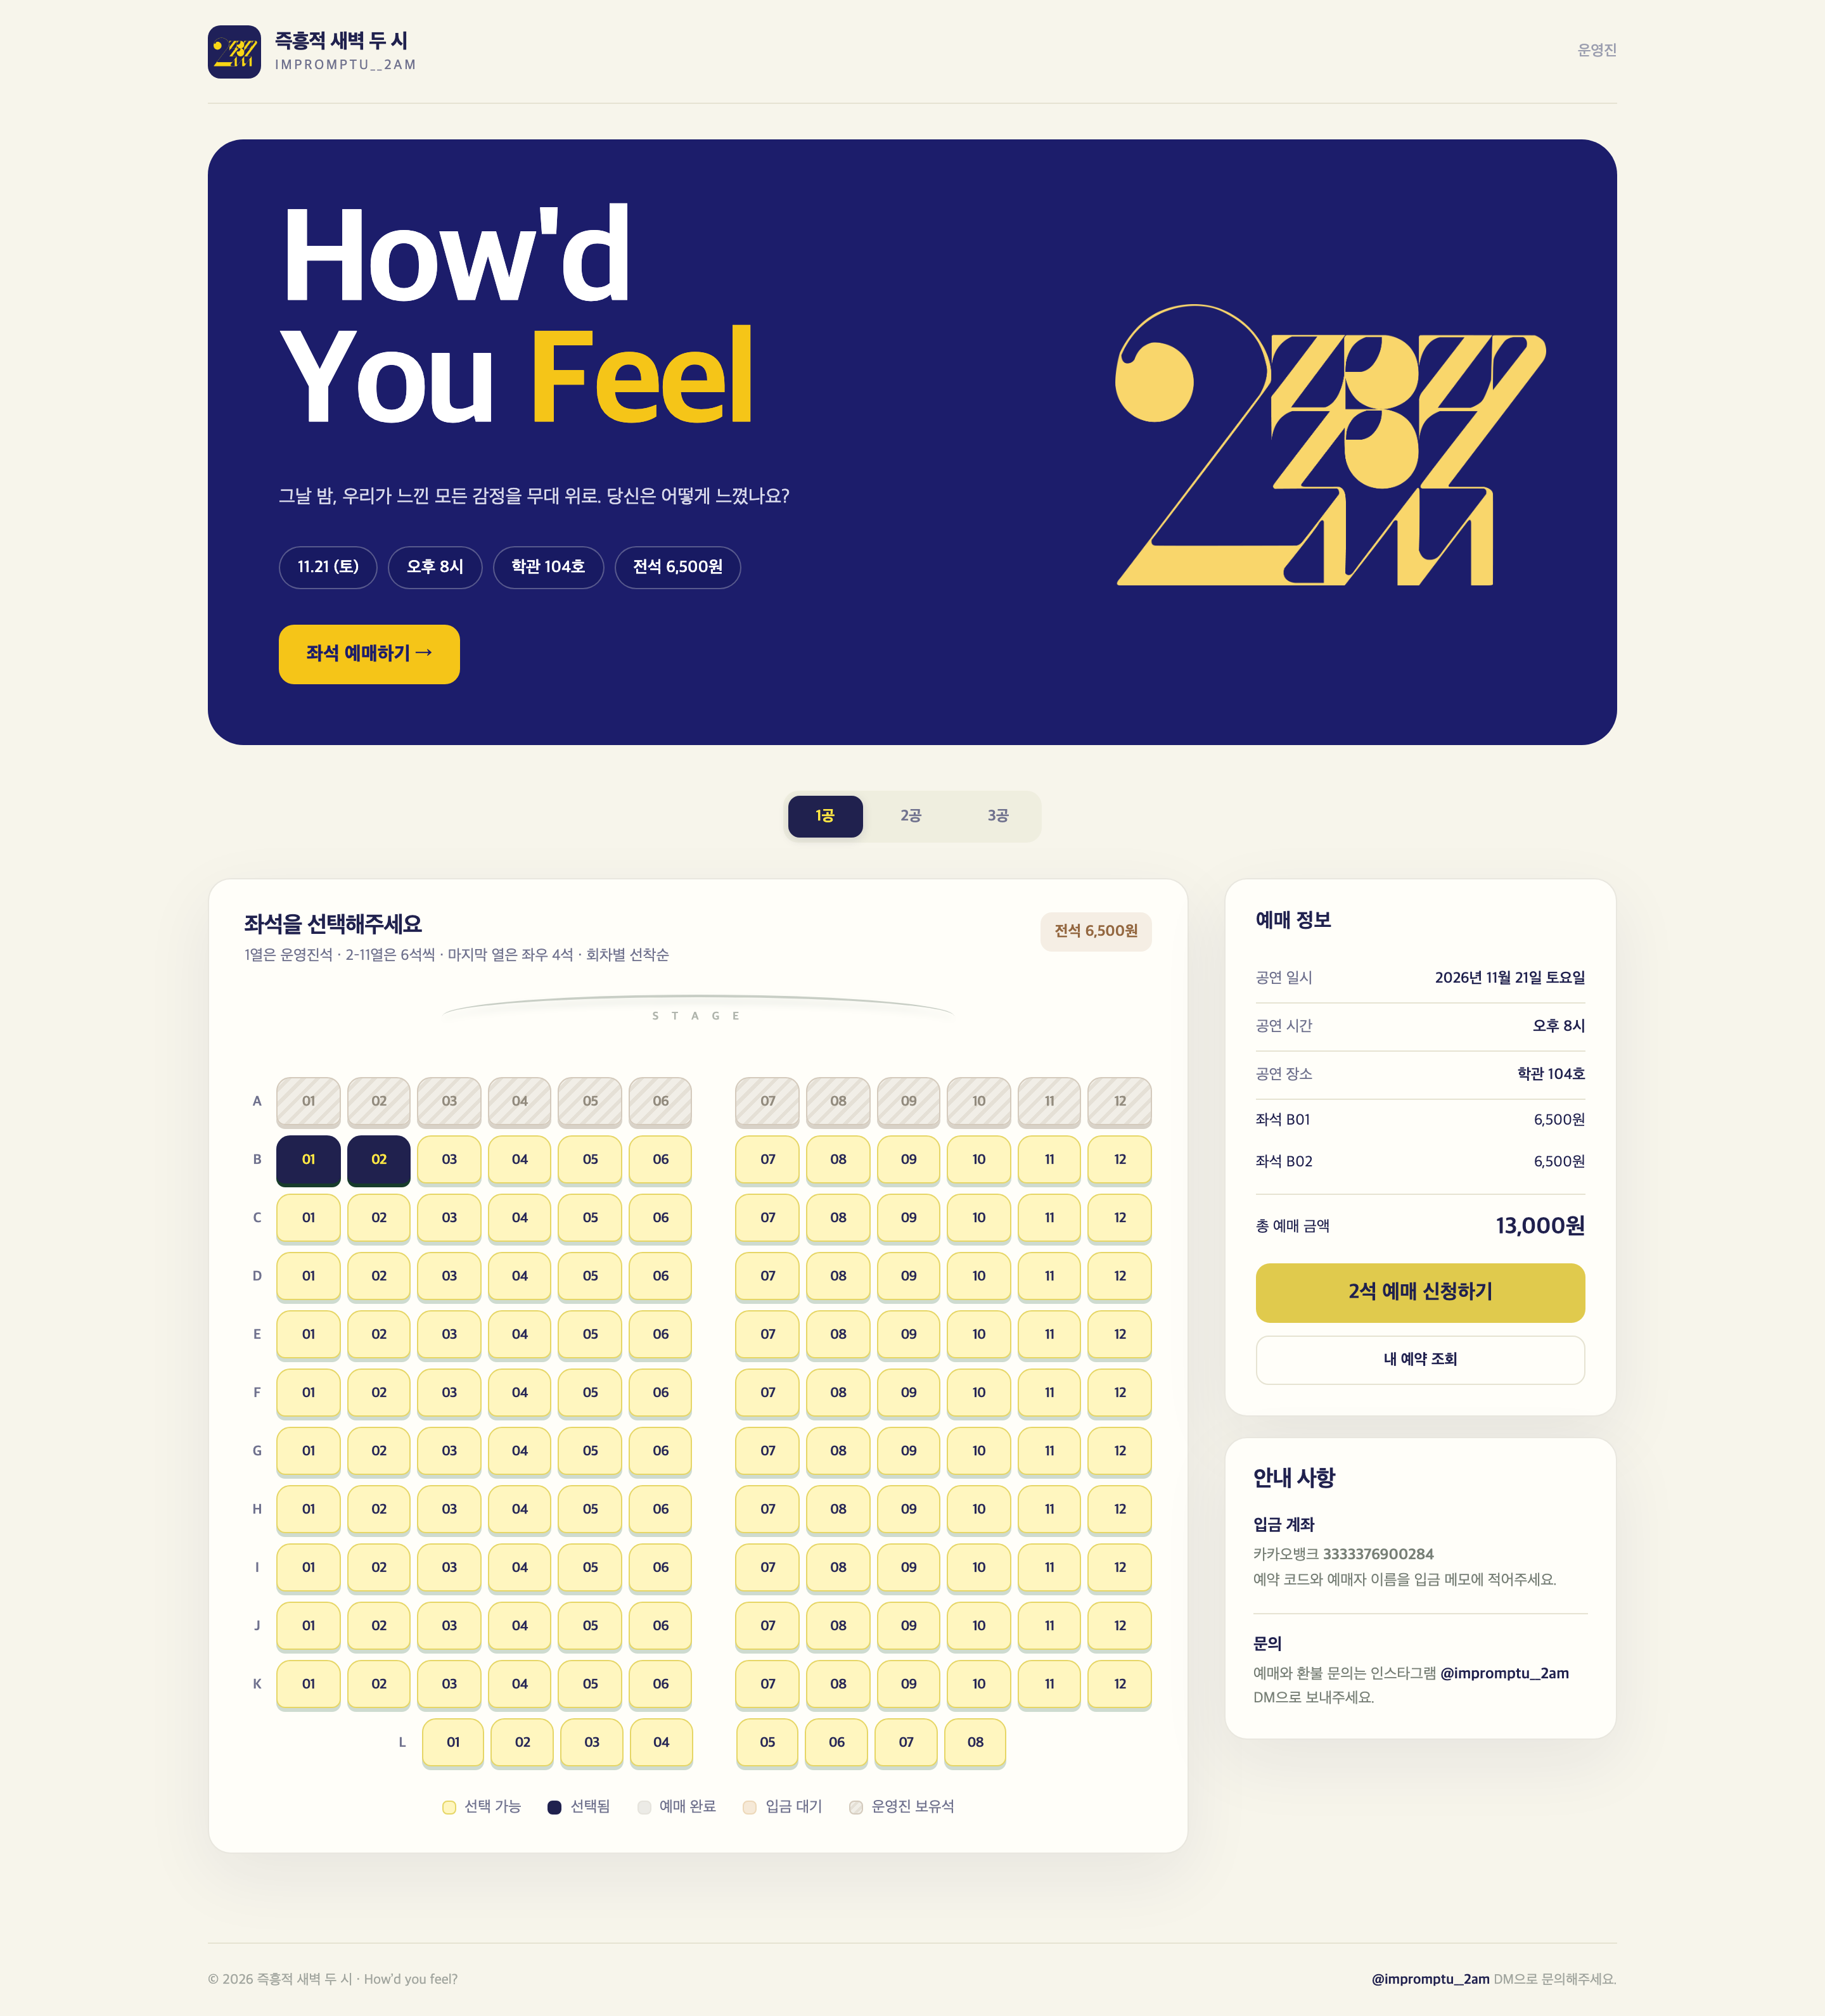 즉흥적 새벽 두 시
IMPROMPTU__2AM
운영진
How'd
You Feel
그날 밤, 우리가 느낀 모든 감정을 무대 위로. 당신은 어떻게 느꼈나요?
11.21 (토) 오후 8시 학관 104호 전석 6,500원
좌석 예매하기 →
1공 2공 3공
좌석을 선택해주세요
1열은 운영진석 · 2-11열은 6석씩 · 마지막 열은 좌우 4석 · 회차별 선착순
전석 6,500원
STAGE
A 01 02 03 04 05 06 07 08 09 10 11 12
B 01 02 03 04 05 06 07 08 09 10 11 12
C 01 02 03 04 05 06 07 08 09 10 11 12
D 01 02 03 04 05 06 07 08 09 10 11 12
E 01 02 03 04 05 06 07 08 09 10 11 12
F 01 02 03 04 05 06 07 08 09 10 11 12
G 01 02 03 04 05 06 07 08 09 10 11 12
H 01 02 03 04 05 06 07 08 09 10 11 12
I 01 02 03 04 05 06 07 08 09 10 11 12
J 01 02 03 04 05 06 07 08 09 10 11 12
K 01 02 03 04 05 06 07 08 09 10 11 12
L 01 02 03 04 05 06 07 08
선택 가능 선택됨 예매 완료 입금 대기 운영진 보유석
예매 정보
공연 일시 2026년 11월 21일 토요일
공연 시간 오후 8시
공연 장소 학관 104호
좌석 B01 6,500원
좌석 B02 6,500원
총 예매 금액 13,000원
2석 예매 신청하기
내 예약 조회
안내 사항
입금 계좌
카카오뱅크 3333376900284
예약 코드와 예매자 이름을 입금 메모에 적어주세요.
문의
예매와 환불 문의는 인스타그램 @impromptu__2am
DM으로 보내주세요.
© 2026 즉흥적 새벽 두 시 · How'd you feel?
@impromptu__2am DM으로 문의해주세요.